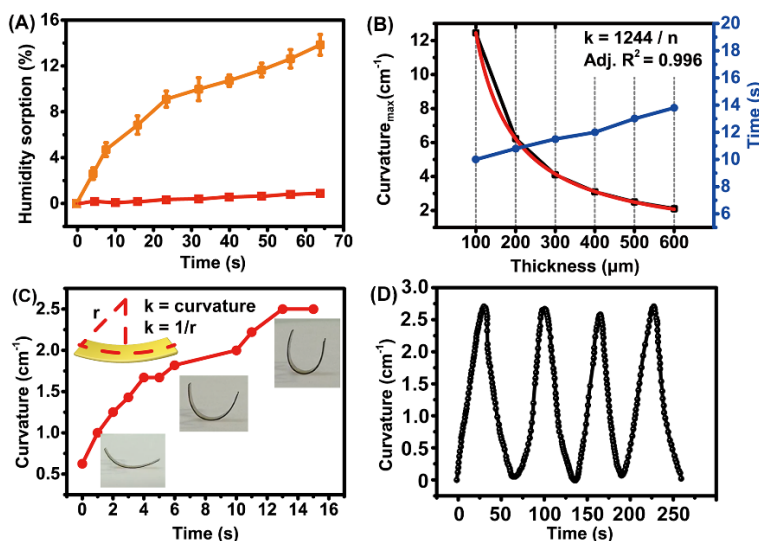 (A)
Humidity sorption (%)
16
12
8
4
0
0 10 20 30 40 50 60 70
Time (s)
(B)
k = 1244 / n
Adj. R² = 0.996
Curvature max (cm⁻¹)
12
10
8
6
4
2
20
18
16
14
12
10
8
6
Time (s)
100 200 300 400 500 600
Thickness (μm)
(C)
r
k = curvature
k = 1/r
Curvature (cm⁻¹)
3.0
2.5
2.0
1.5
1.0
0.5
0 2 4 6 8 10 12 14 16
Time (s)
(D)
Curvature (cm⁻¹)
3.0
2.5
2.0
1.5
1.0
0.5
0.0
0 50 100 150 200 250
Time (s)